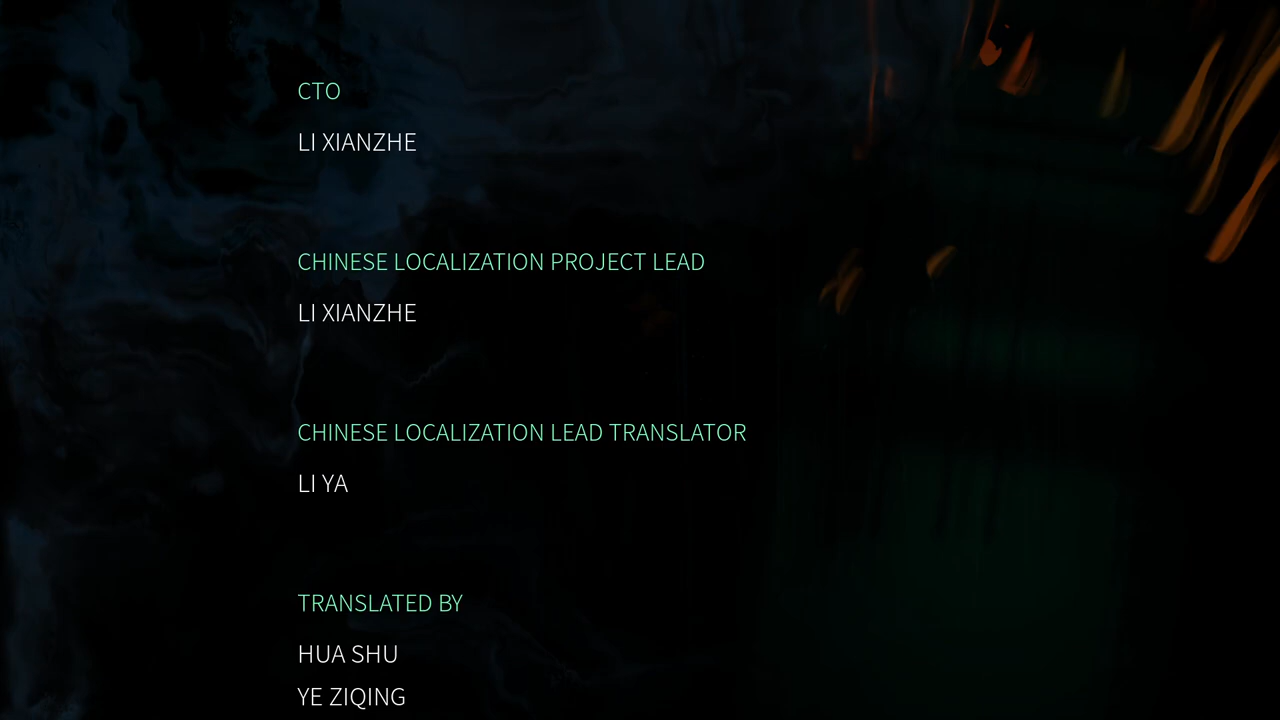 CTO
LI XIANZHE
CHINESE LOCALIZATION PROJECT LEAD
LI XIANZHE
CHINESE LOCALIZATION LEAD TRANSLATOR
LI YA
TRANSLATED BY
HUA SHU
YE ZIQING